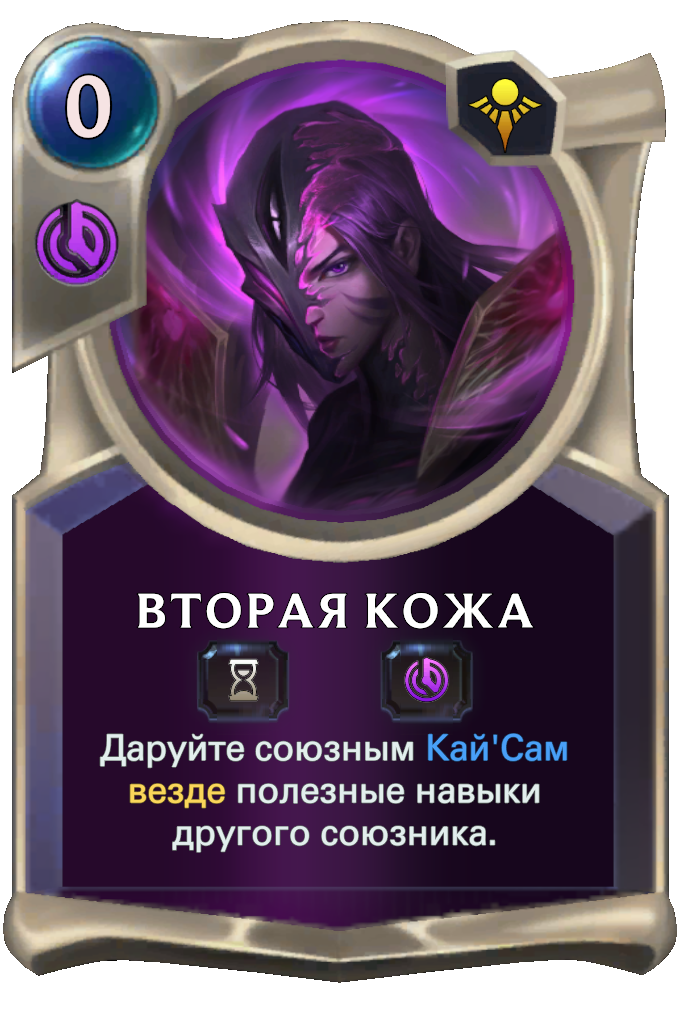 0
ВТОРАЯ КОЖА
Даруйте союзным Кай'Сам
везде полезные навыки
другого союзника.